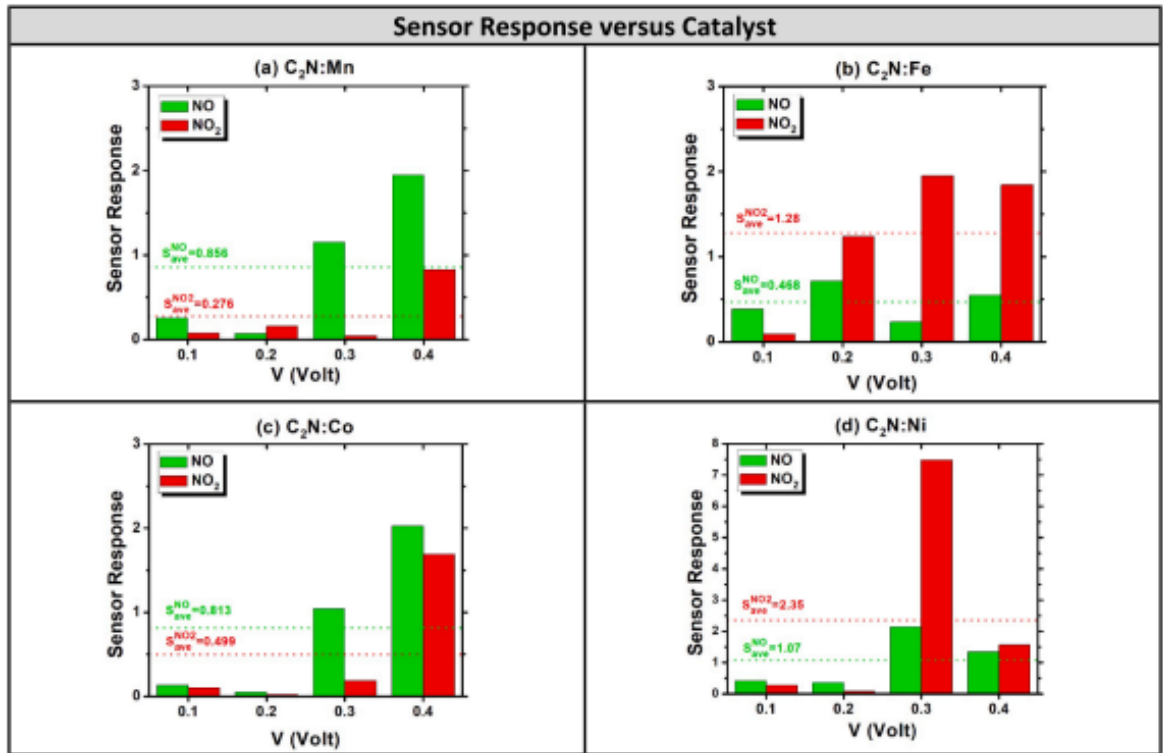 Sensor Response versus Catalyst
(a) C₂N:Mn
3
NO
NO₂
2
Sensor Response
S_ave^NO=0.856
1
S_ave^NO2=0.276
0
0.1 0.2 0.3 0.4
V (Volt)
(b) C₂N:Fe
3
NO
NO₂
2
Sensor Response
S_ave^NO2=1.28
1
S_ave^NO=0.468
0
0.1 0.2 0.3 0.4
V (Volt)
(c) C₂N:Co
3
NO
NO₂
2
Sensor Response
S_ave^NO=0.813
1
S_ave^NO2=0.499
0
0.1 0.2 0.3 0.4
V (Volt)
(d) C₂N:Ni
8
NO
7
NO₂
6
5
Sensor Response
4
3
S_ave^NO2=2.35
2
S_ave^NO=1.07
1
0
0.1 0.2 0.3 0.4
V (Volt)